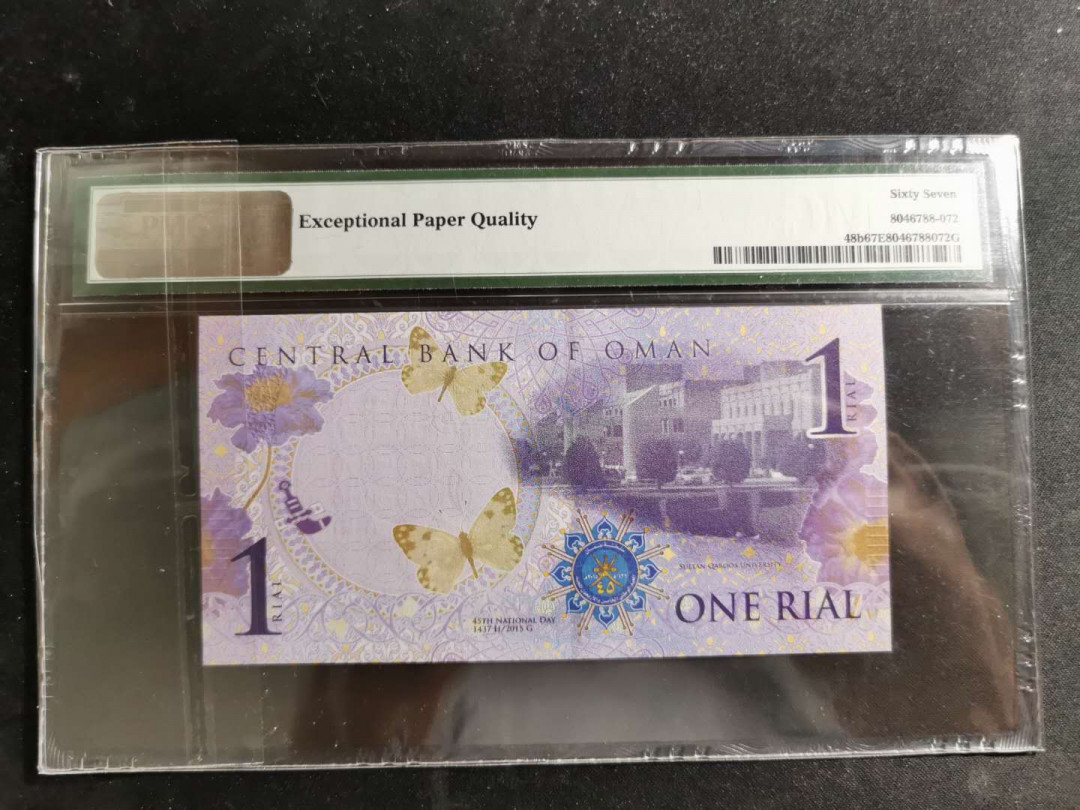 PMG
Exceptional Paper Quality
Sixty Seven
8046788-072
48b67E8046788072G
CENTRAL BANK OF OMAN
1
RIAL
1
RIAL
SULTAN QABOOS UNIVERSITY
45TH NATIONAL DAY
1437 H/2015 G
ONE RIAL